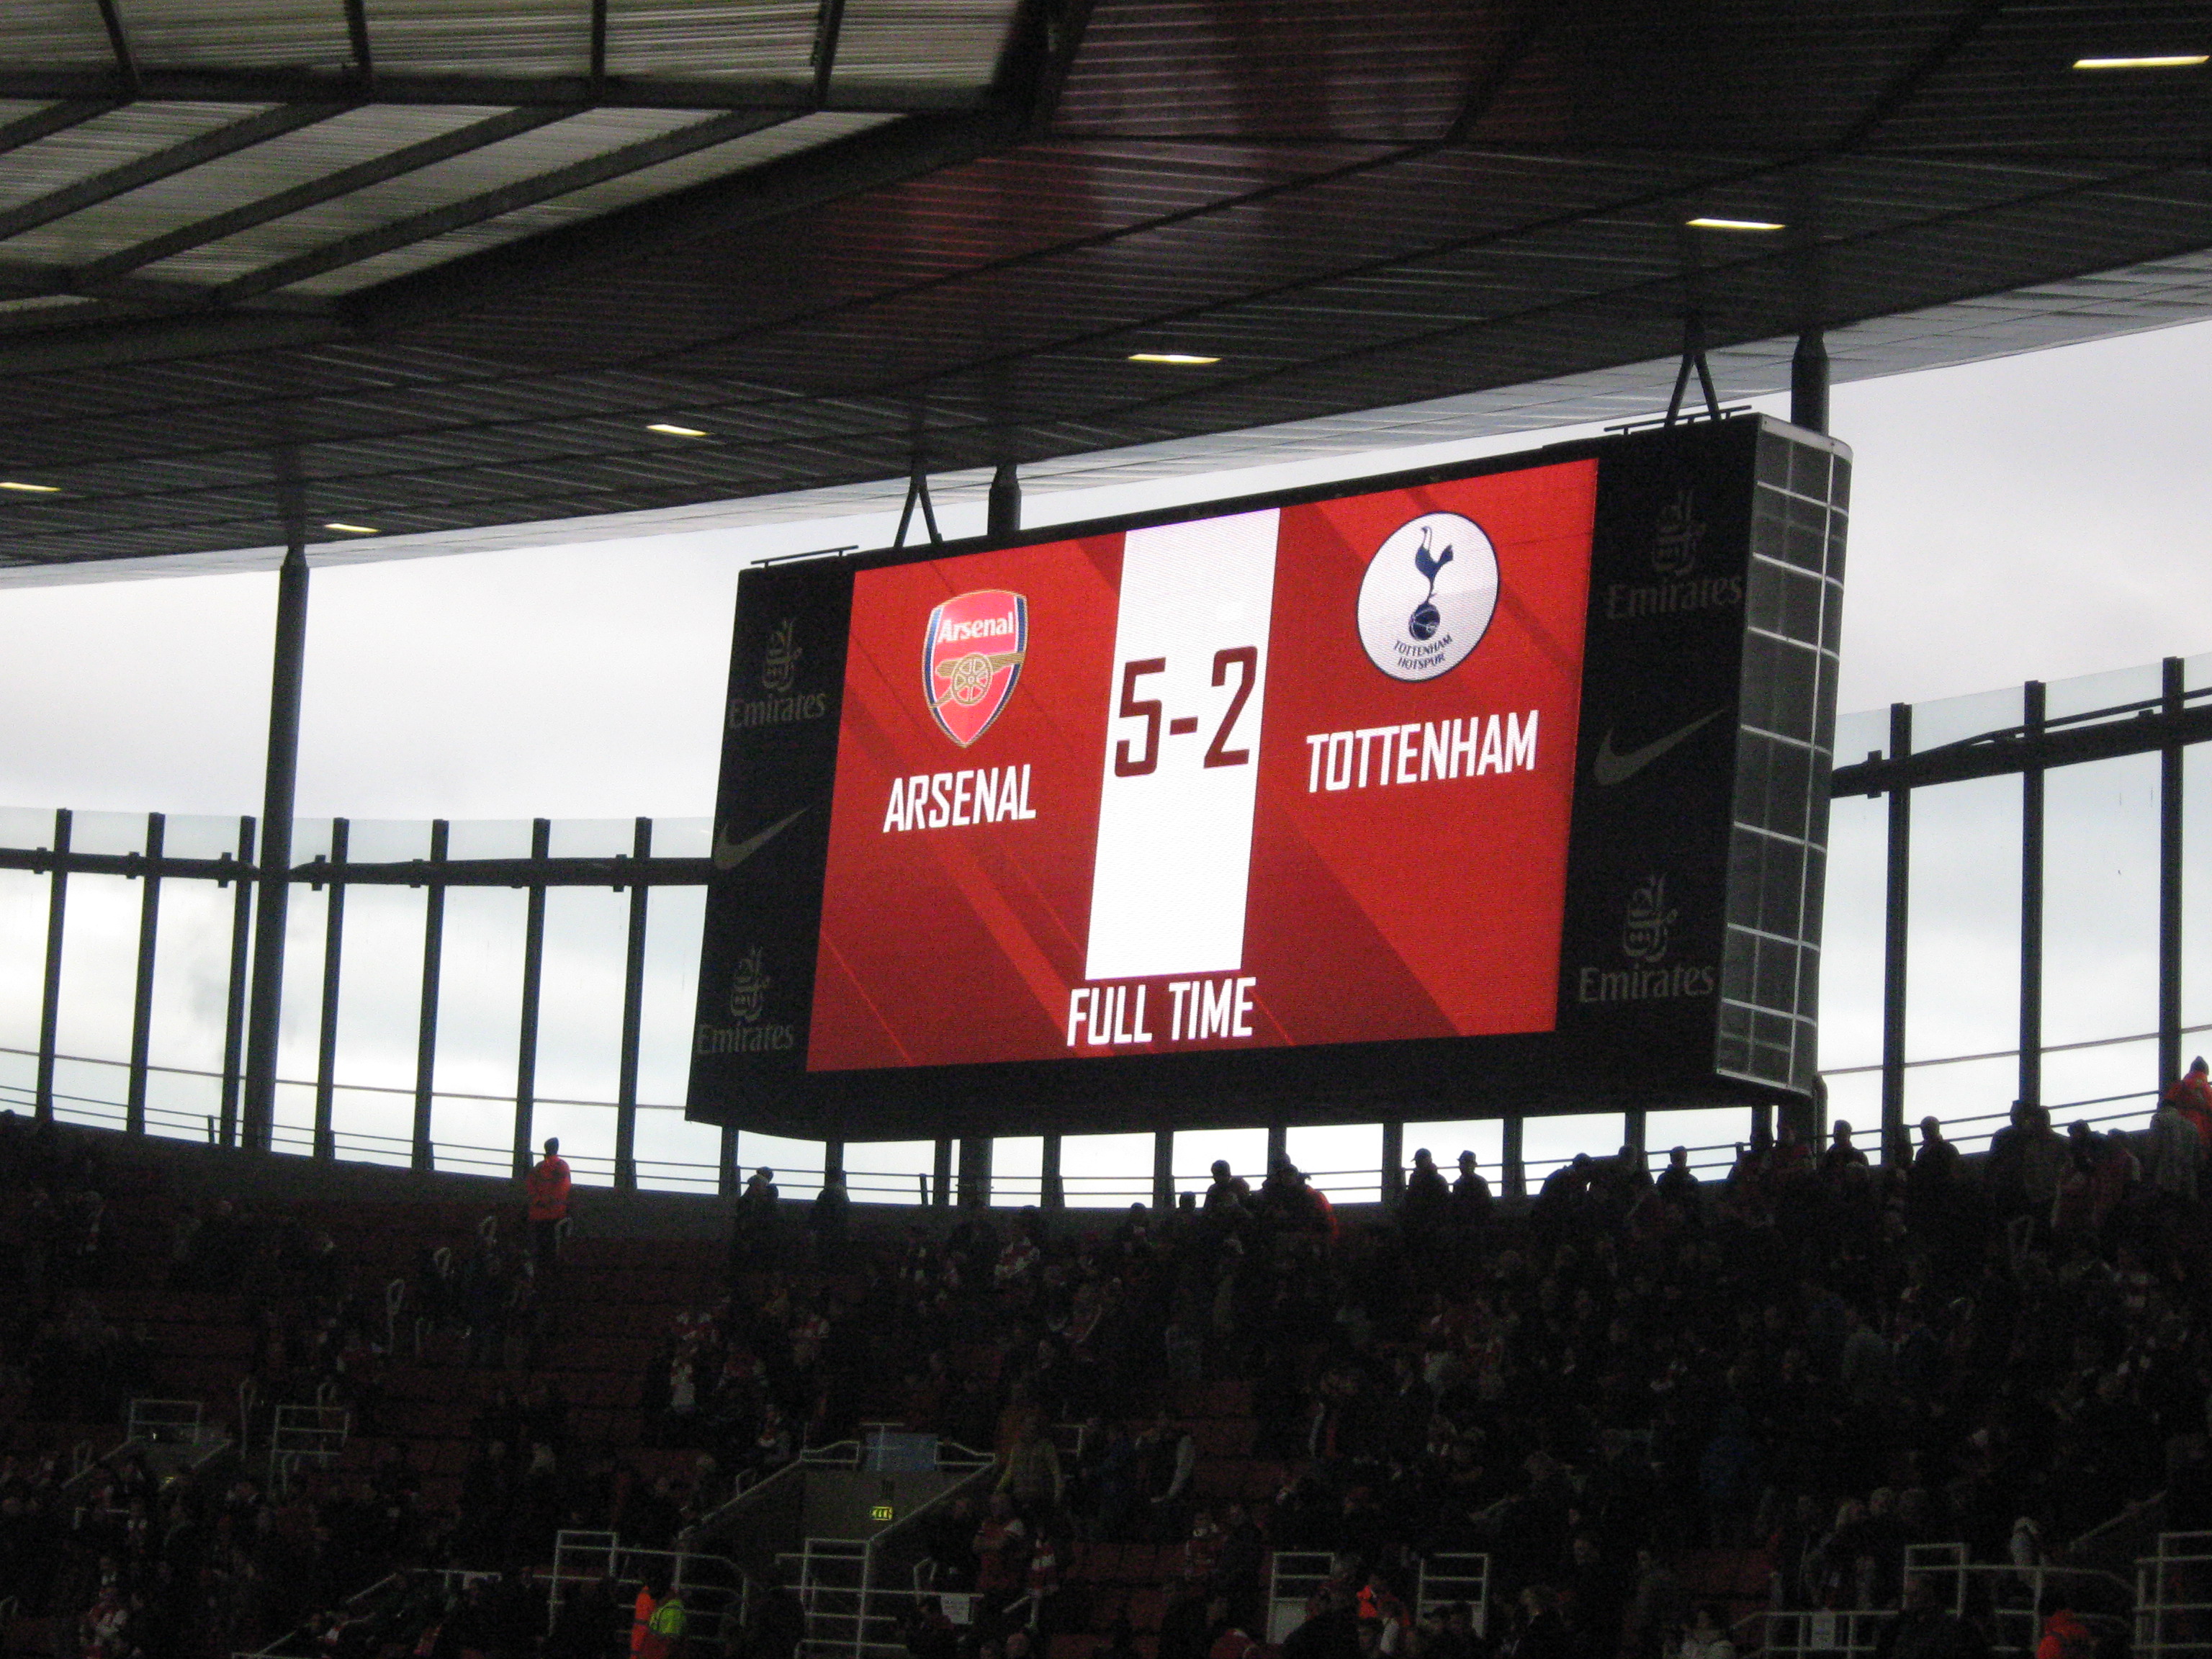 Arsenal
ARSENAL
5-2
TOTTENHAM
HOTSPUR
TOTTENHAM
FULL TIME
Emirates
Emirates
Emirates
Emirates